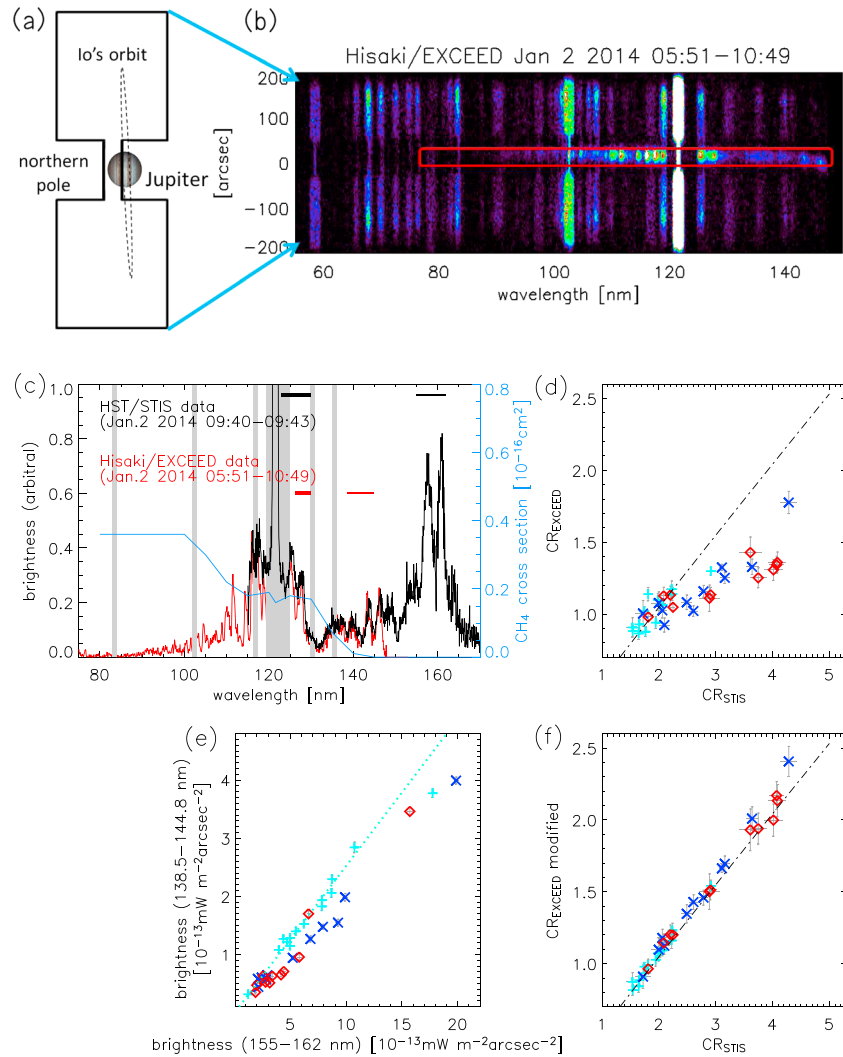 (a)
Io's orbit
northern
pole
Jupiter
(b)
Hisaki/EXCEED Jan 2 2014 05:51−10:49
[arcsec]
200
100
0
−100
−200
60 80 100 120 140
wavelength [nm]
(c)
HST/STIS data
(Jan.2 2014 09:40−09:43)
Hisaki/EXCEED data
(Jan.2 2014 05:51−10:49)
brightness (arbitral)
1.0
0.8
0.6
0.4
0.2
0.0
80 100 120 140 160
wavelength [nm]
0.8
0.6
0.4
0.2
0.0
CH4 cross section [10−16cm2]
(d)
CREXCEED
2.5
2.0
1.5
1.0
1 2 3 4 5
CRSTIS
(e)
brightness (138.5−144.8 nm)
[10−13mW m−2arcsec−2]
4
3
2
1
5 10 15 20
brightness (155−162 nm) [10−13mW m−2arcsec−2]
(f)
CREXCEED modified
2.5
2.0
1.5
1.0
1 2 3 4 5
CRSTIS